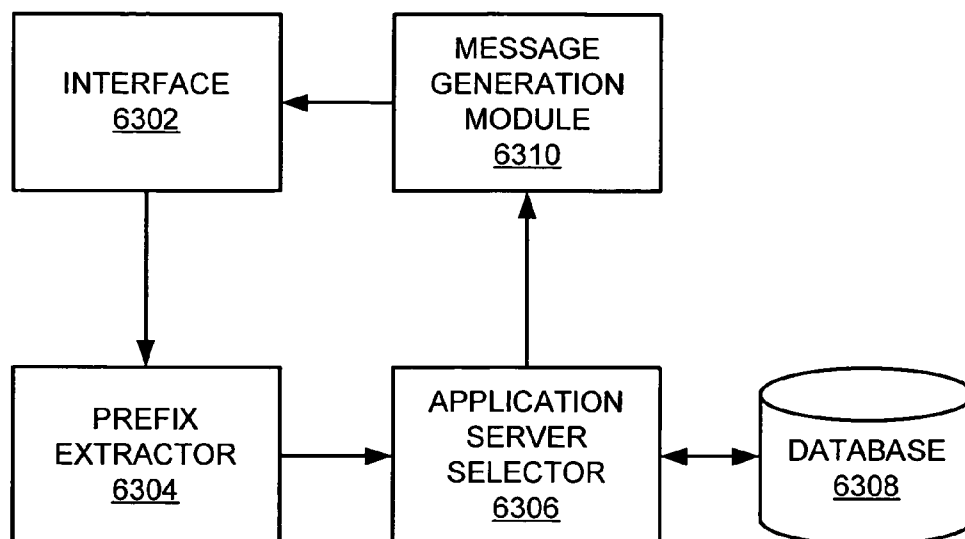 INTERFACE
6302
MESSAGE
GENERATION
MODULE
6310
PREFIX
EXTRACTOR
6304
APPLICATION
SERVER
SELECTOR
6306
DATABASE
6308